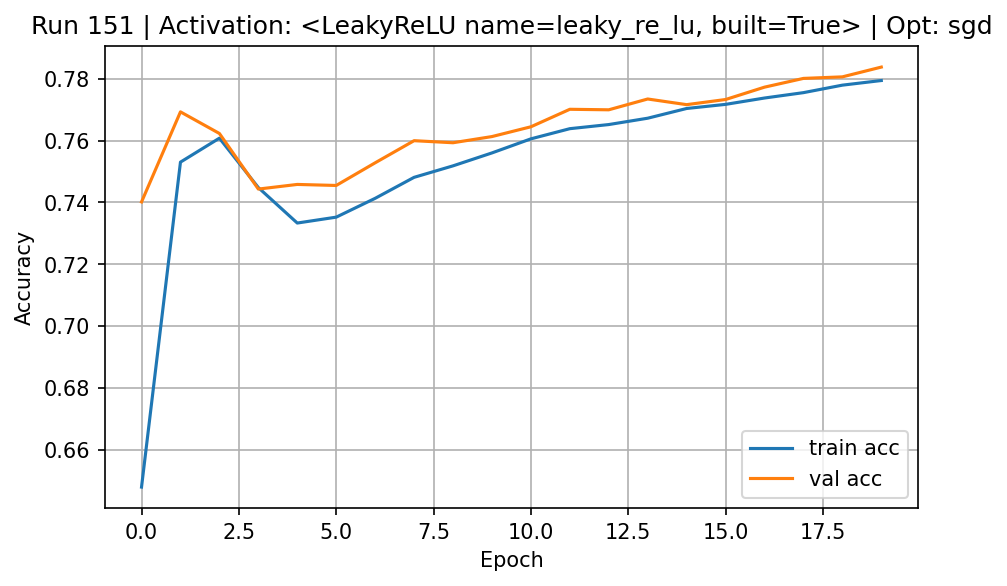 Run 151 | Activation: <LeakyReLU name=leaky_re_lu, built=True> | Opt: sgd
Accuracy
0.78
0.76
0.74
0.72
0.70
0.68
0.66
train acc
val acc
0.0 2.5 5.0 7.5 10.0 12.5 15.0 17.5
Epoch